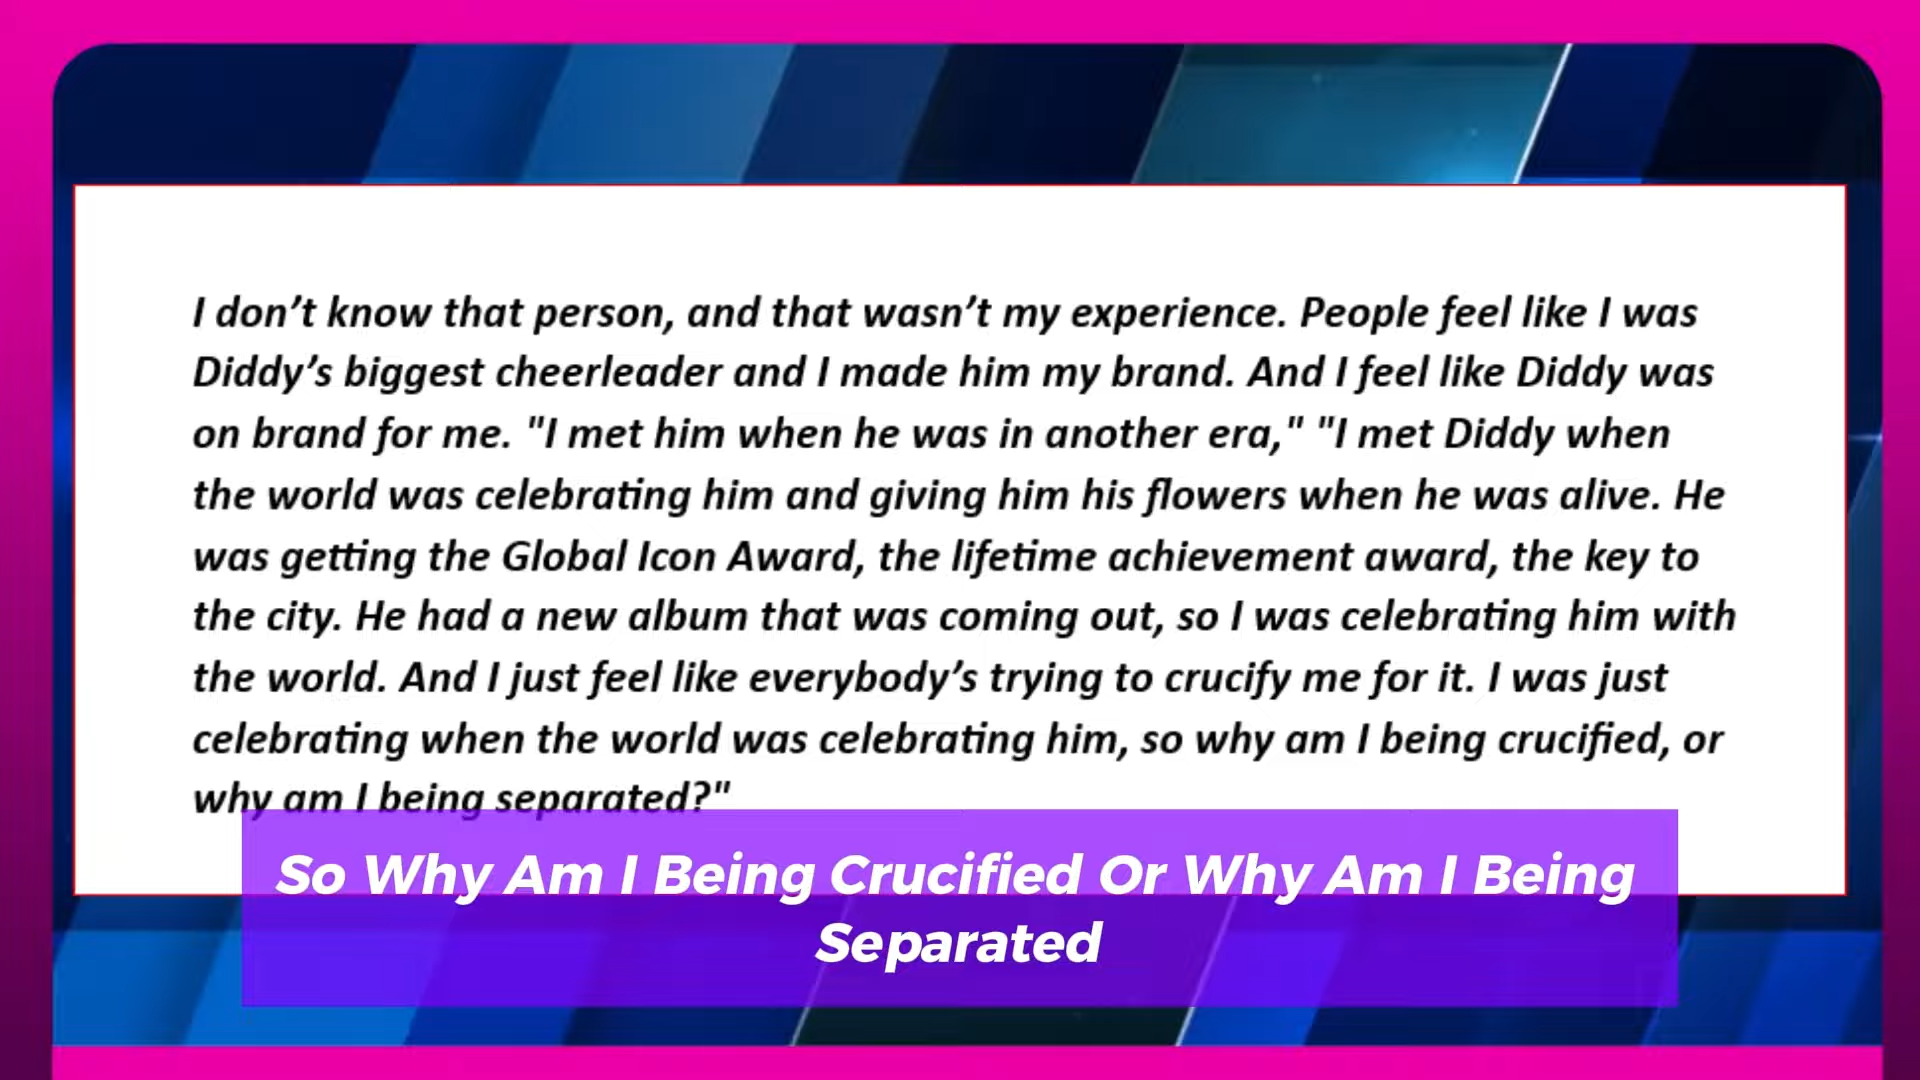 I don’t know that person, and that wasn’t my experience. People feel like I was
Diddy’s biggest cheerleader and I made him my brand. And I feel like Diddy was
on brand for me. "I met him when he was in another era," "I met Diddy when
the world was celebrating him and giving him his flowers when he was alive. He
was getting the Global Icon Award, the lifetime achievement award, the key to
the city. He had a new album that was coming out, so I was celebrating him with
the world. And I just feel like everybody’s trying to crucify me for it. I was just
celebrating when the world was celebrating him, so why am I being crucified, or
why am I being separated?"
So Why Am I Being Crucified Or Why Am I Being
Separated